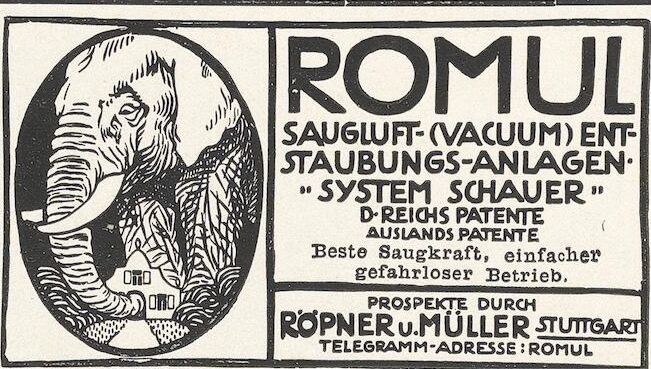 ROMUL
SAUGLUFT-(VACUUM) ENT-
STAUBUNGS-ANLAGEN·
"SYSTEM SCHAUER"
D·REICHS PATENTE
AUSLANDS PATENTE
Beste Saugkraft, einfacher
gefahrloser Betrieb.
PROSPEKTE DURCH
RÖPNER u. MÜLLER STUTTGART
TELEGRAMM-ADRESSE: ROMUL